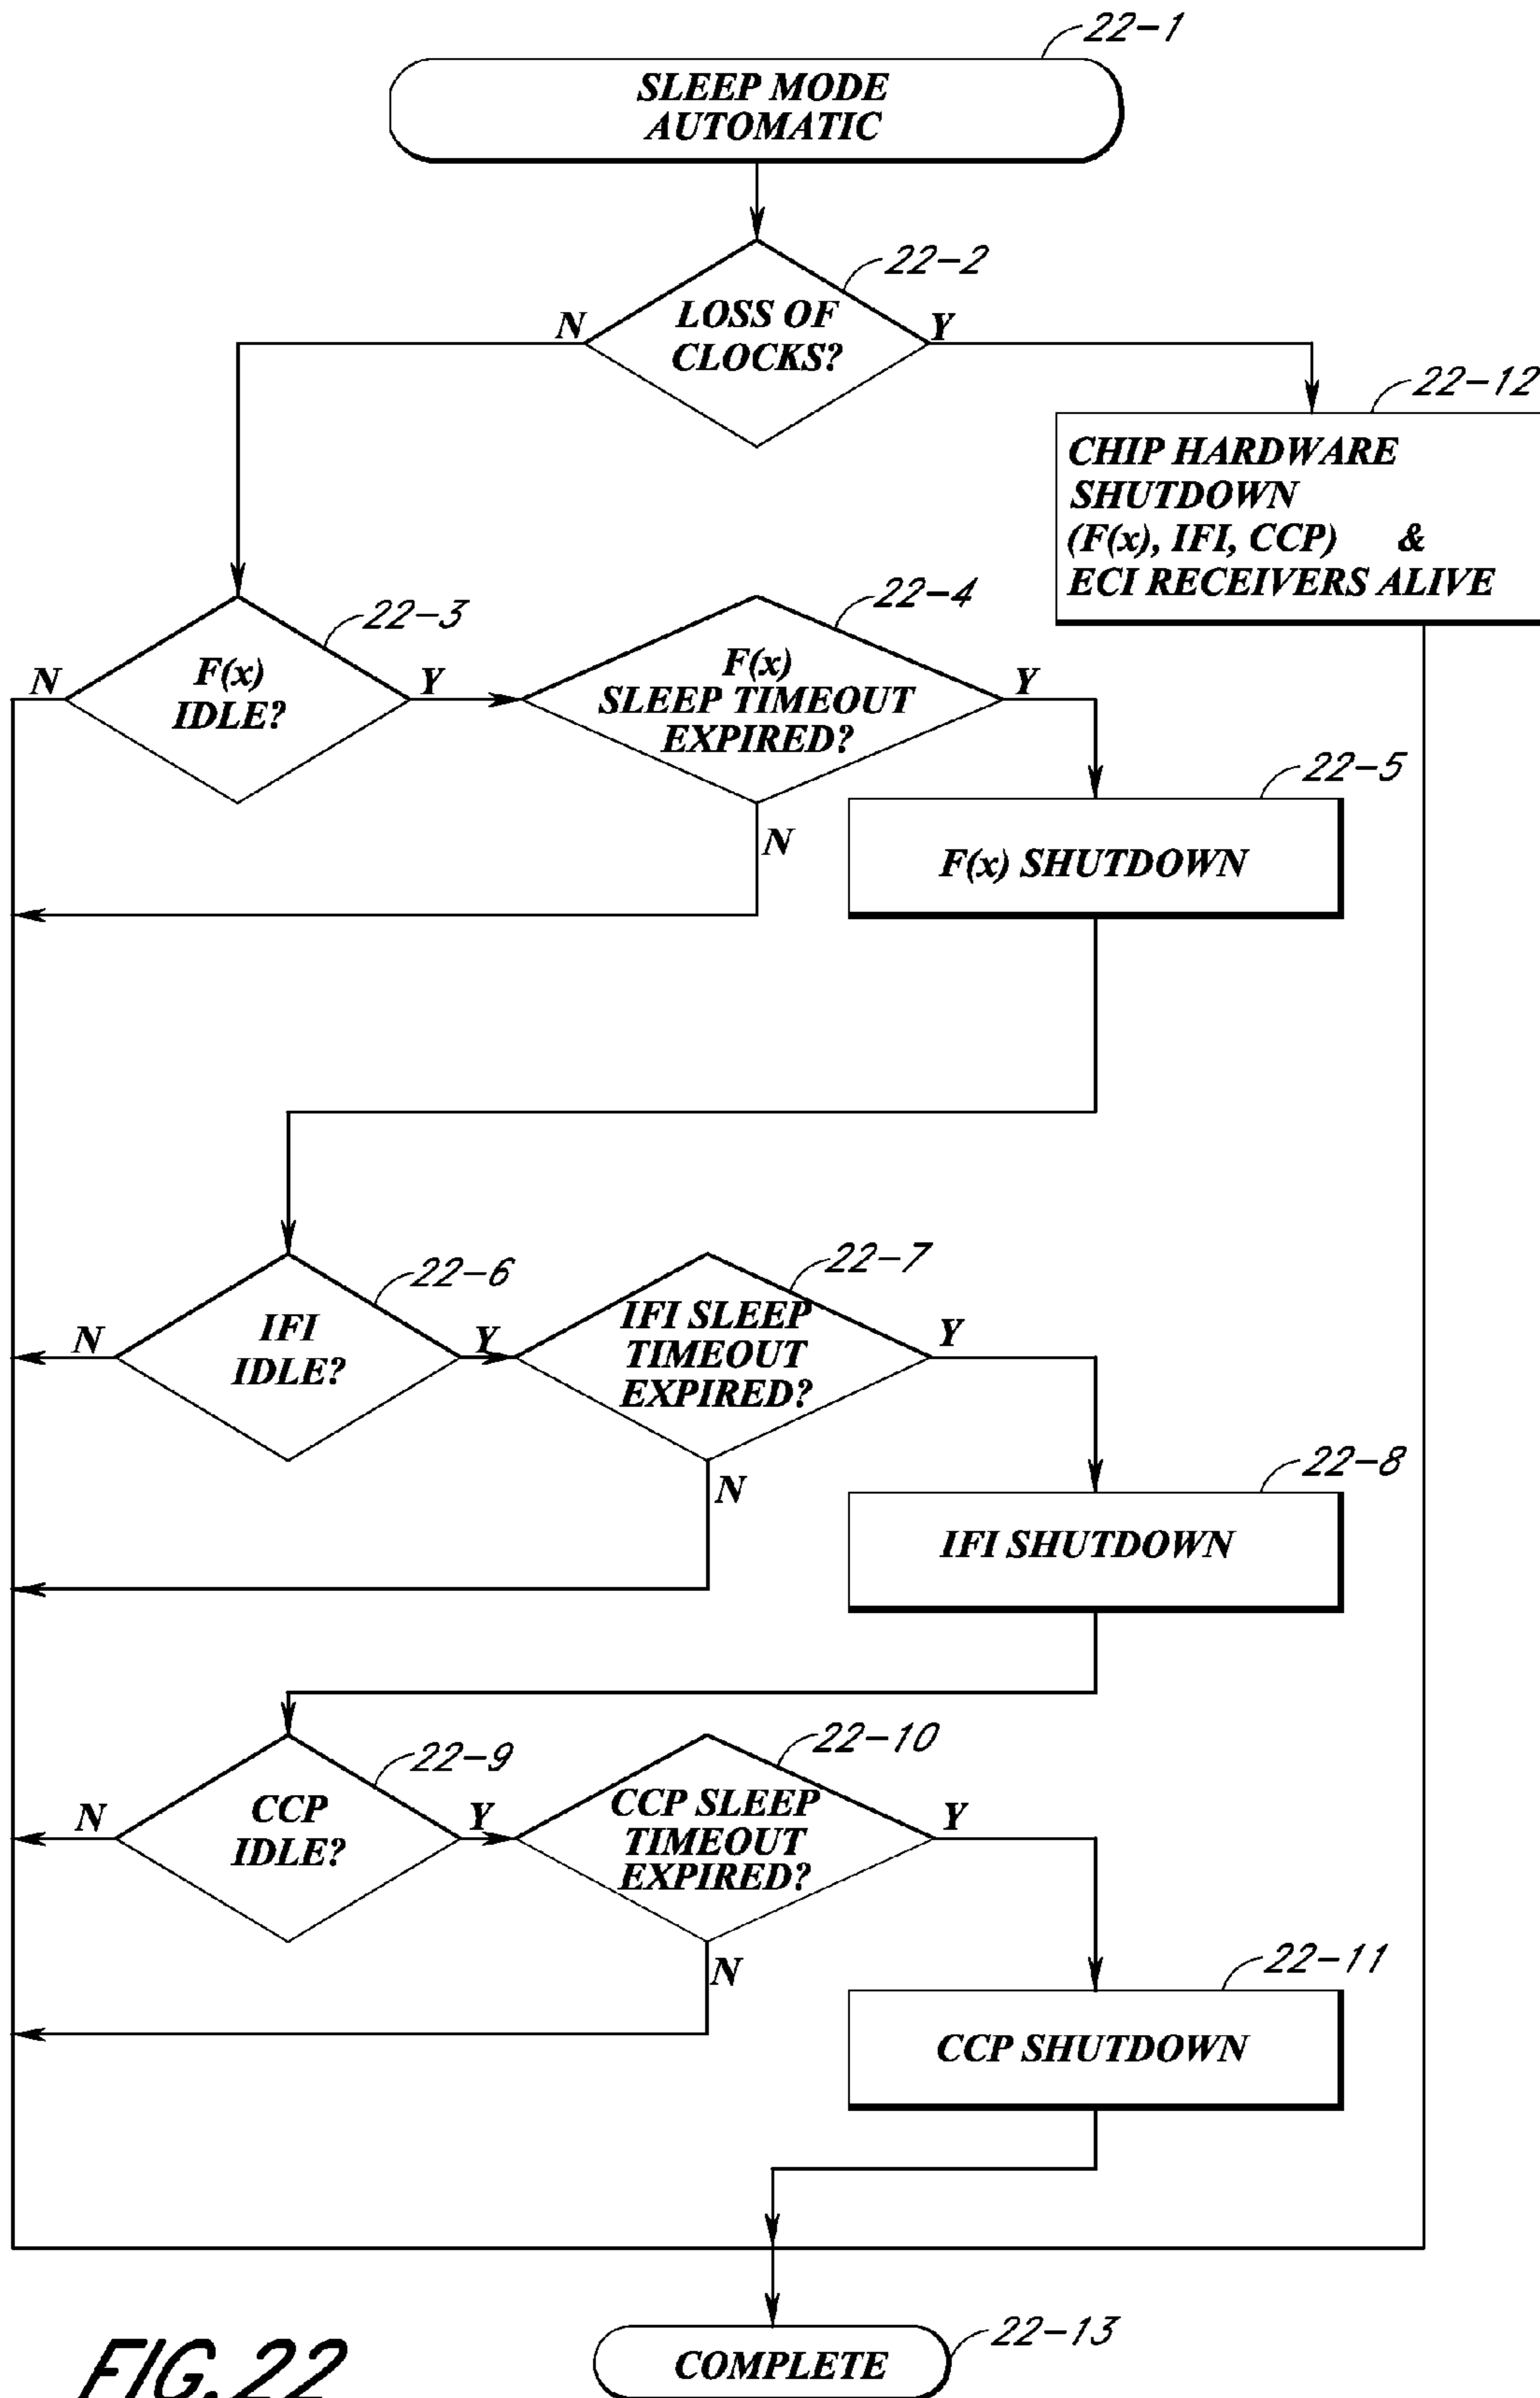 22-1
SLEEP MODE
AUTOMATIC
22-2
LOSS OF
CLOCKS?
N
Y
22-12
CHIP HARDWARE
SHUTDOWN
(F(x), IFI, CCP) &
ECI RECEIVERS ALIVE
22-3
F(x)
IDLE?
N
Y
22-4
F(x)
SLEEP TIMEOUT
EXPIRED?
Y
N
22-5
F(x) SHUTDOWN
22-6
IFI
IDLE?
N
Y
22-7
IFI SLEEP
TIMEOUT
EXPIRED?
Y
N
22-8
IFI SHUTDOWN
22-9
CCP
IDLE?
N
Y
22-10
CCP SLEEP
TIMEOUT
EXPIRED?
Y
N
22-11
CCP SHUTDOWN
22-13
COMPLETE
FIG.22